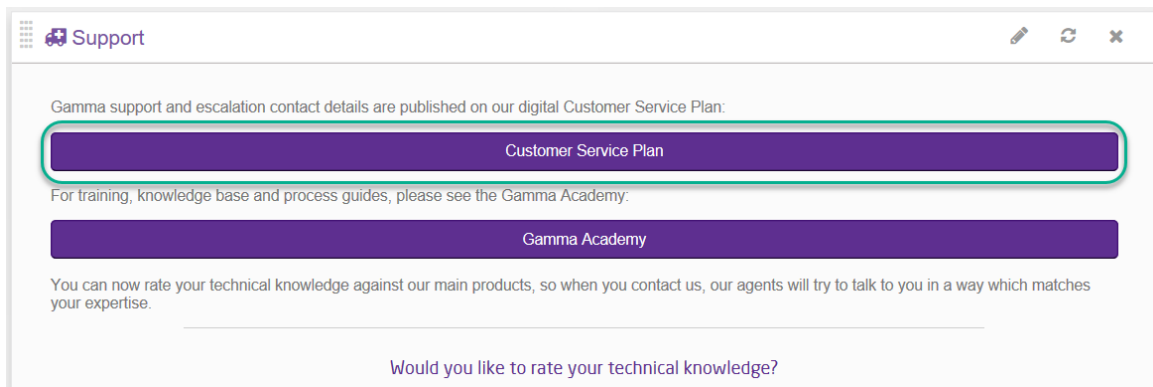 Support
Gamma support and escalation contact details are published on our digital Customer Service Plan:
Customer Service Plan
For training, knowledge base and process guides, please see the Gamma Academy:
Gamma Academy
You can now rate your technical knowledge against our main products, so when you contact us, our agents will try to talk to you in a way which matches
your expertise.
Would you like to rate your technical knowledge?